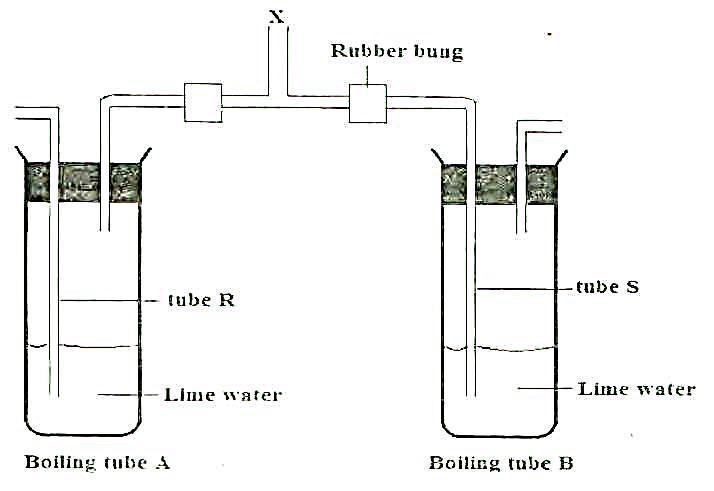 X
Rubber bung
tube R
tube S
Lime water
Lime water
Boiling tube A
Boiling tube B